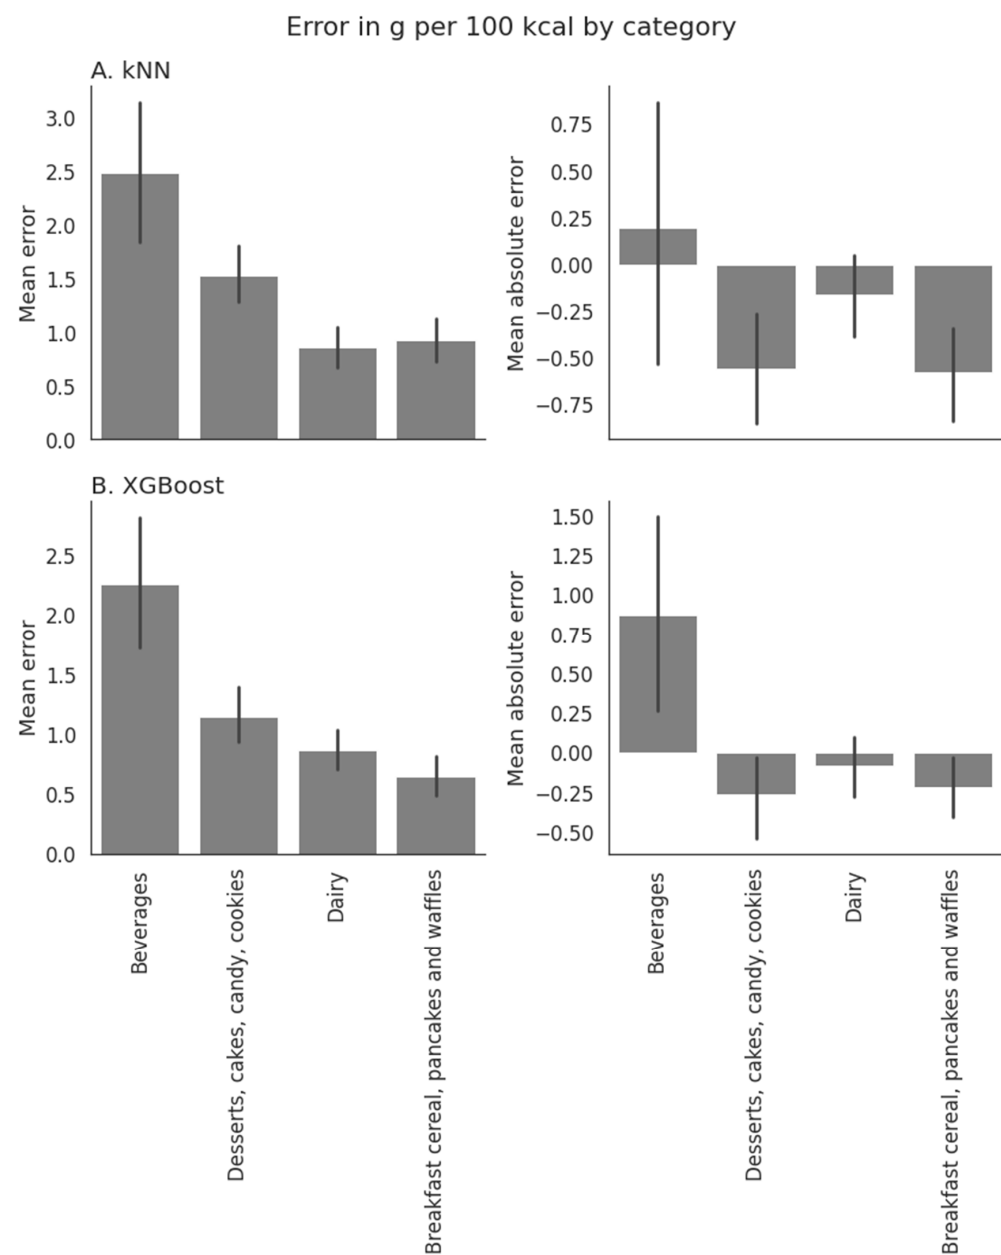 Error in g per 100 kcal by category
A. kNN
Mean error
3.0
2.5
2.0
1.5
1.0
0.5
0.0
Mean absolute error
0.75
0.50
0.25
0.00
−0.25
−0.50
−0.75
B. XGBoost
Mean error
2.5
2.0
1.5
1.0
0.5
0.0
Mean absolute error
1.50
1.25
1.00
0.75
0.50
0.25
0.00
−0.25
−0.50
Beverages
Desserts, cakes, candy, cookies
Dairy
Breakfast cereal, pancakes and waffles
Beverages
Desserts, cakes, candy, cookies
Dairy
Breakfast cereal, pancakes and waffles